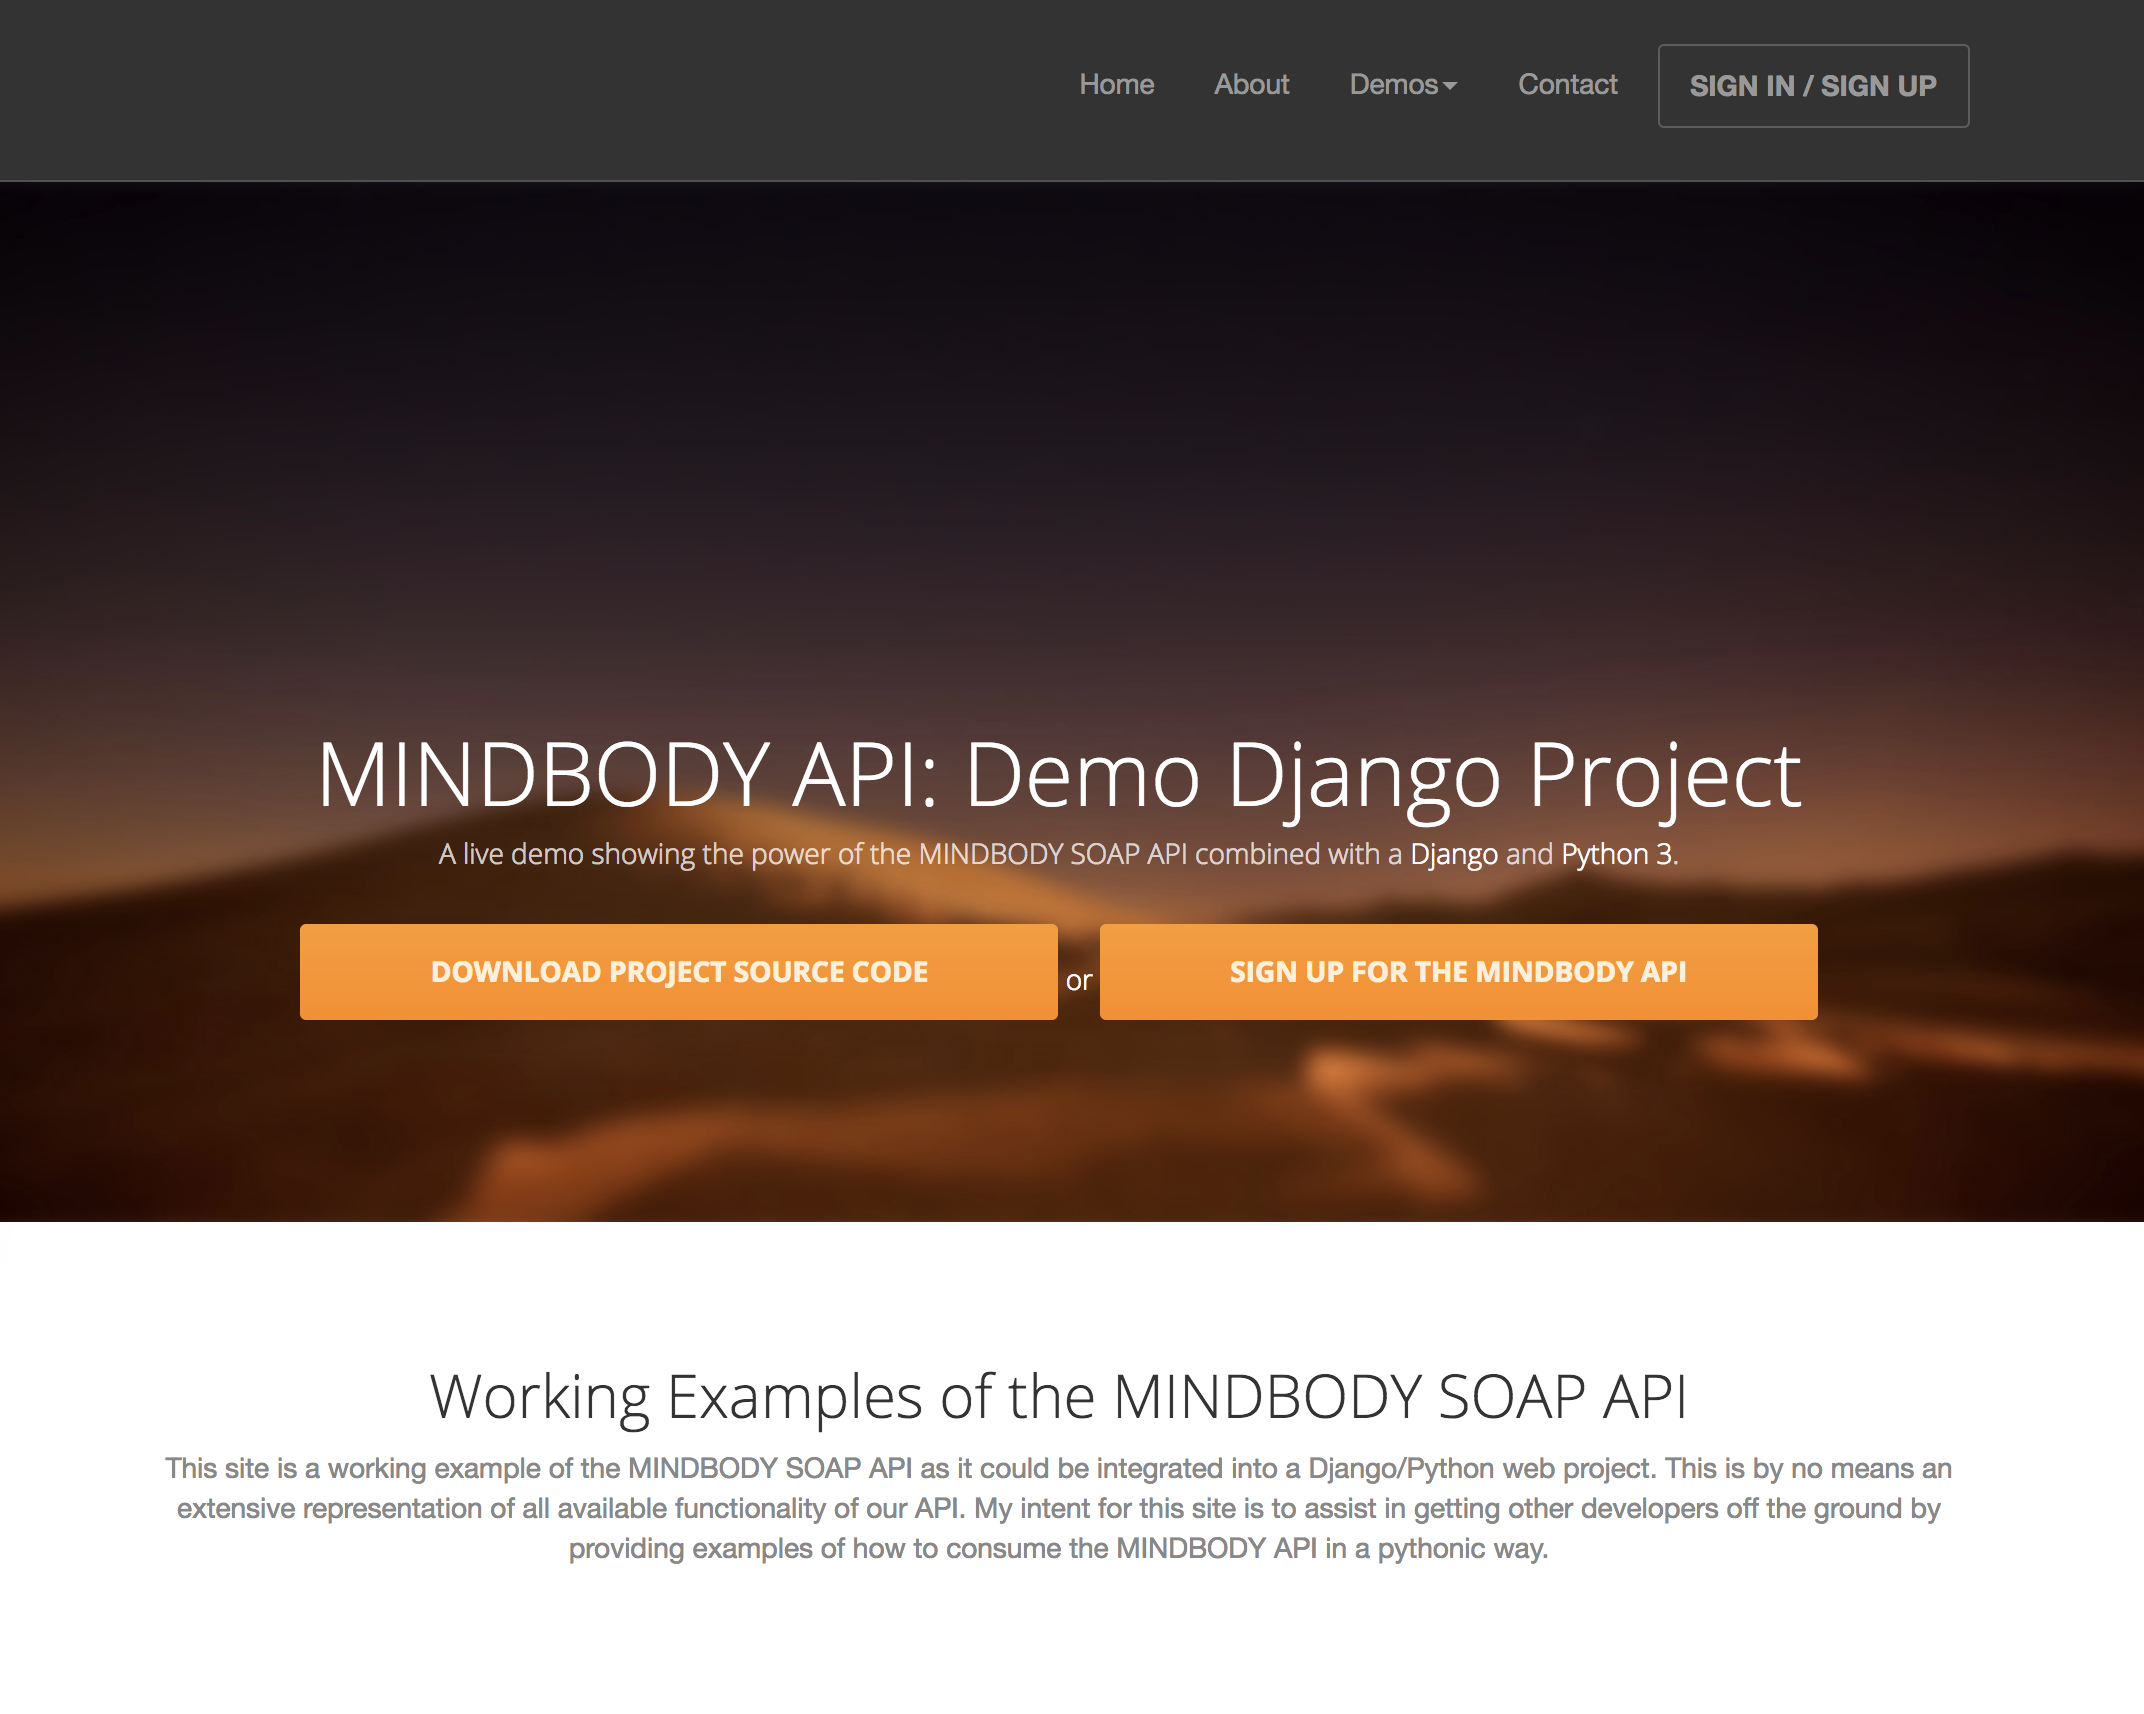 Home About Demos Contact SIGN IN / SIGN UP
MINDBODY API: Demo Django Project
A live demo showing the power of the MINDBODY SOAP API combined with a Django and Python 3.
DOWNLOAD PROJECT SOURCE CODE or SIGN UP FOR THE MINDBODY API
Working Examples of the MINDBODY SOAP API
This site is a working example of the MINDBODY SOAP API as it could be integrated into a Django/Python web project. This is by no means an
extensive representation of all available functionality of our API. My intent for this site is to assist in getting other developers off the ground by
providing examples of how to consume the MINDBODY API in a pythonic way.